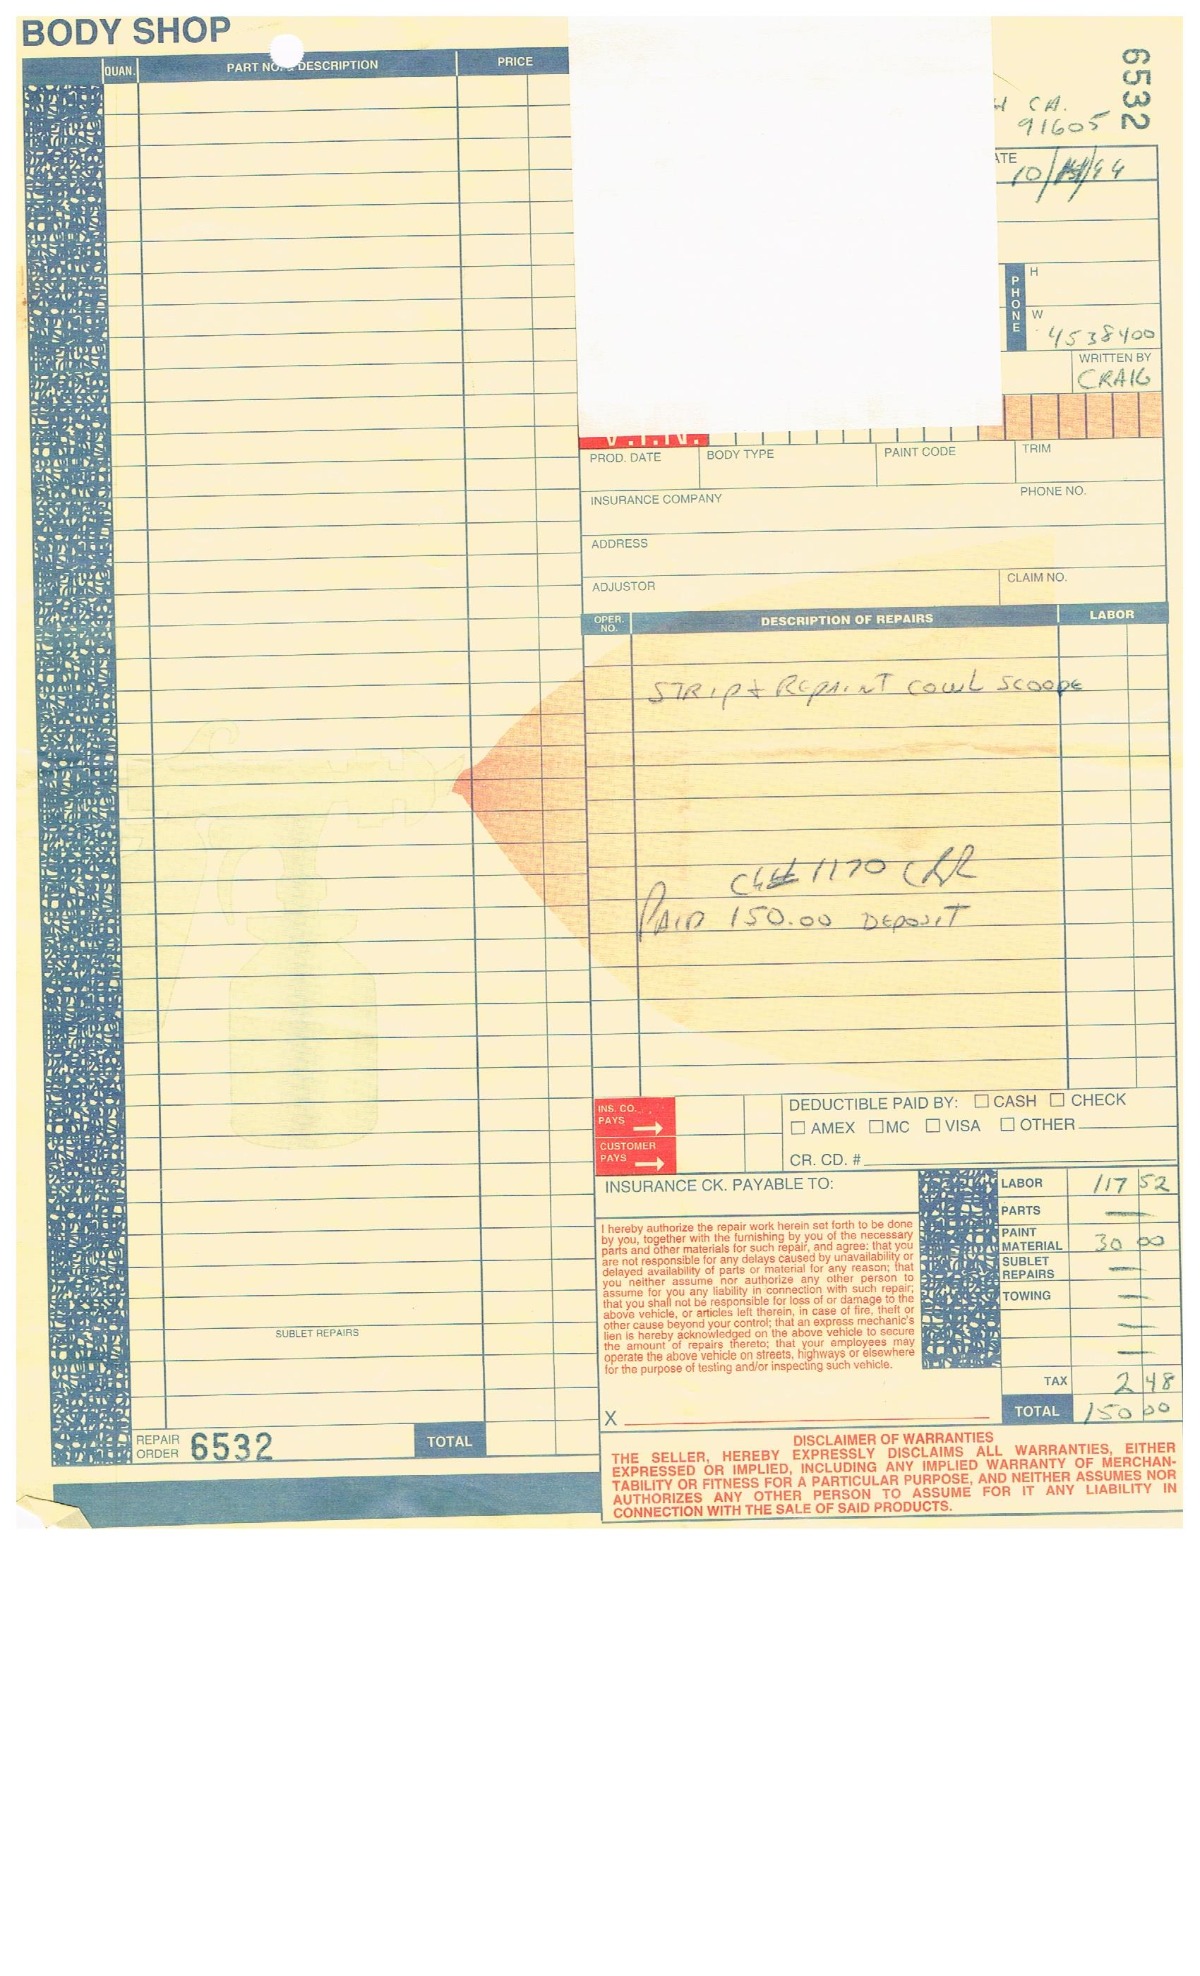 BODY SHOP
QUAN.
PART NO. & DESCRIPTION
PRICE
6532
CA.
91605
ATE
10/ /94
PHONE
H
W
4538400
WRITTEN BY
CRAIG
V.I.N.
PROD. DATE
BODY TYPE
PAINT CODE
TRIM
INSURANCE COMPANY
PHONE NO.
ADDRESS
ADJUSTOR
CLAIM NO.
OPER. NO.
DESCRIPTION OF REPAIRS
LABOR
STRIP & REPAINT COWL SCOOPE
CK# 1170
PAID 150.00 DEPOSIT
INS. CO. PAYS
CUSTOMER PAYS
DEDUCTIBLE PAID BY: CASH CHECK
AMEX MC VISA OTHER
CR. CD. #
INSURANCE CK. PAYABLE TO:
I hereby authorize the repair work herein set forth to be done
by you, together with the furnishing by you of the necessary
parts and other materials for such repair, and agree: that you
are not responsible for any delays caused by unavailability or
delayed availability of parts or material for any reason; that
you neither assume nor authorize any other person to
assume for you any liability in connection with such repair;
that you shall not be responsible for loss of or damage to the
above vehicle, or articles left therein, in case of fire, theft or
other cause beyond your control; that an express mechanic's
lien is hereby acknowledged on the above vehicle to secure
the amount of repairs thereto; that your employees may
operate the above vehicle on streets, highways or elsewhere
for the purpose of testing and/or inspecting such vehicle.
X
LABOR 117 52
PARTS —
PAINT MATERIAL 30 00
SUBLET REPAIRS —
TOWING —
—
—
TAX 2 48
TOTAL 150 00
SUBLET REPAIRS
REPAIR ORDER 6532
TOTAL
DISCLAIMER OF WARRANTIES
THE SELLER, HEREBY EXPRESSLY DISCLAIMS ALL WARRANTIES, EITHER
EXPRESSED OR IMPLIED, INCLUDING ANY IMPLIED WARRANTY OF MERCHAN-
TABILITY OR FITNESS FOR A PARTICULAR PURPOSE, AND NEITHER ASSUMES NOR
AUTHORIZES ANY OTHER PERSON TO ASSUME FOR IT ANY LIABILITY IN
CONNECTION WITH THE SALE OF SAID PRODUCTS.